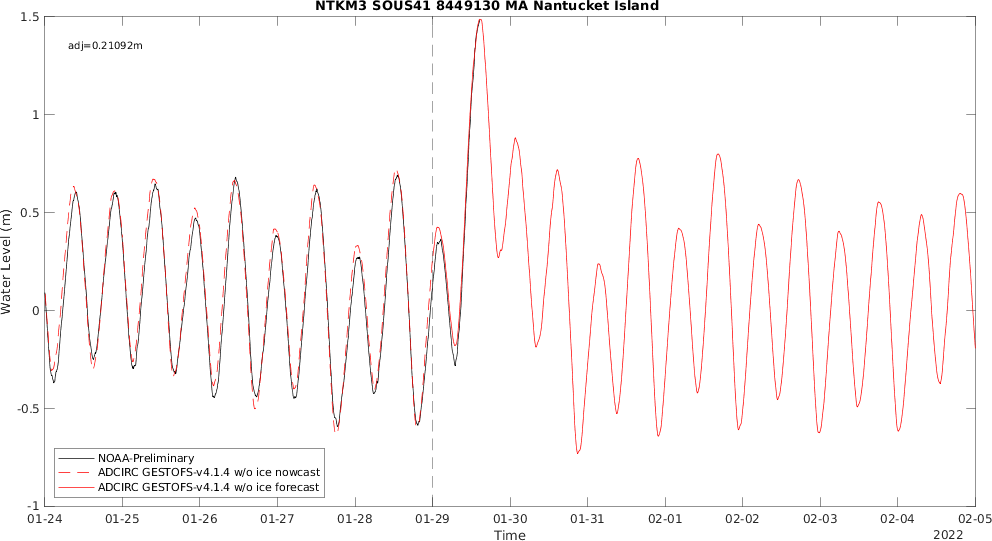 NTKM3 SOUS41 8449130 MA Nantucket Island
1.5
adj=0.21092m
1
0.5
Water Level (m)
0
-0.5
NOAA-Preliminary
ADCIRC GESTOFS-v4.1.4 w/o ice nowcast
ADCIRC GESTOFS-v4.1.4 w/o ice forecast
-1
01-24 01-25 01-26 01-27 01-28 01-29 01-30 01-31 02-01 02-02 02-03 02-04 02-05
Time
2022